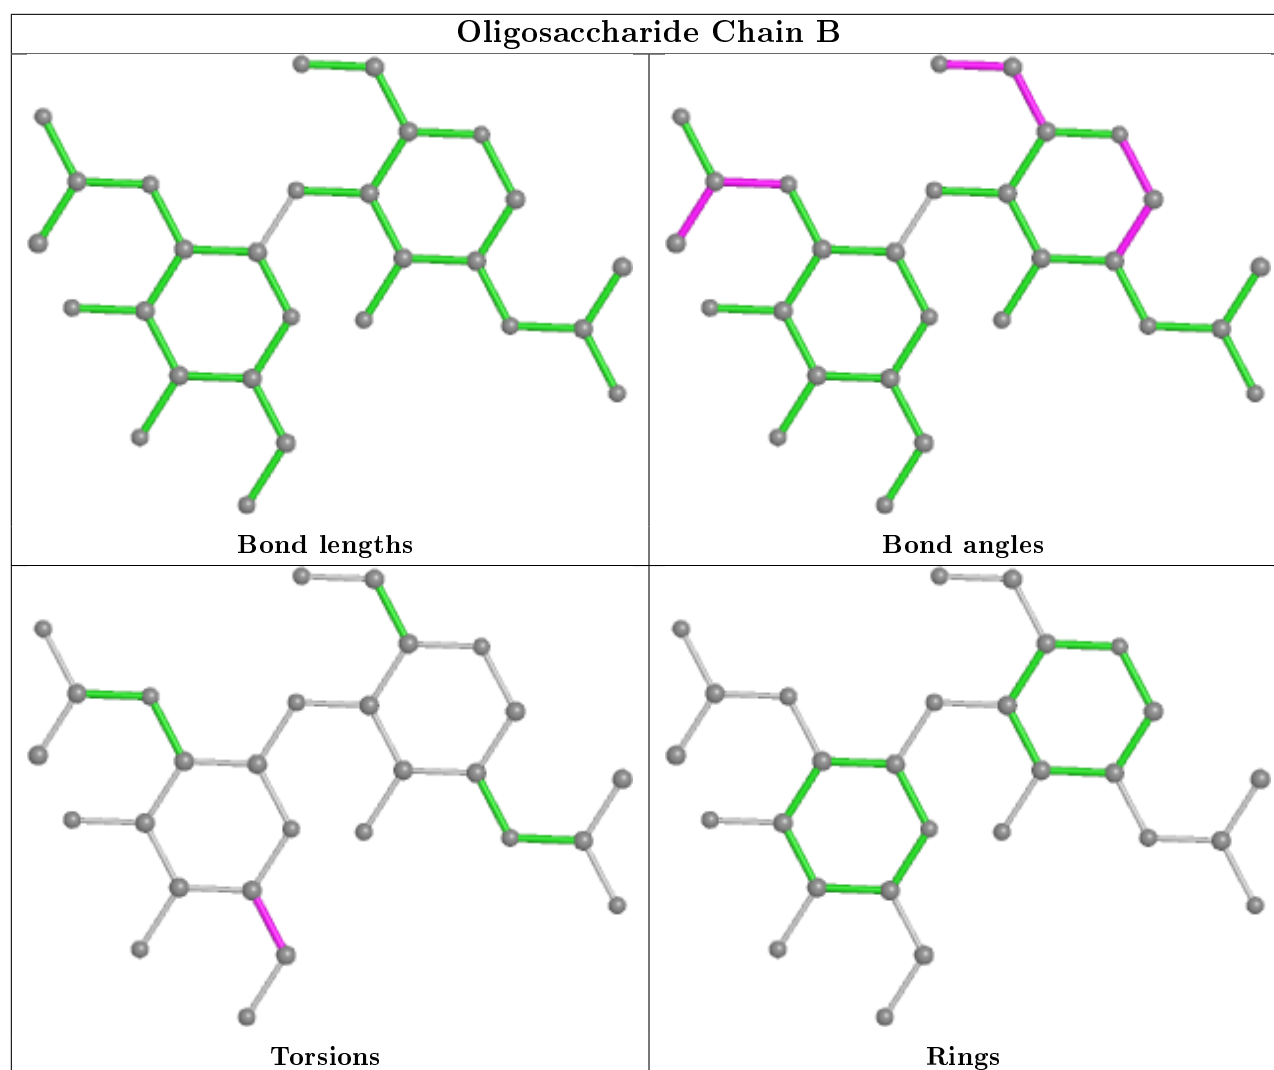 Oligosaccharide Chain B
Bond lengths
Bond angles
Torsions
Rings